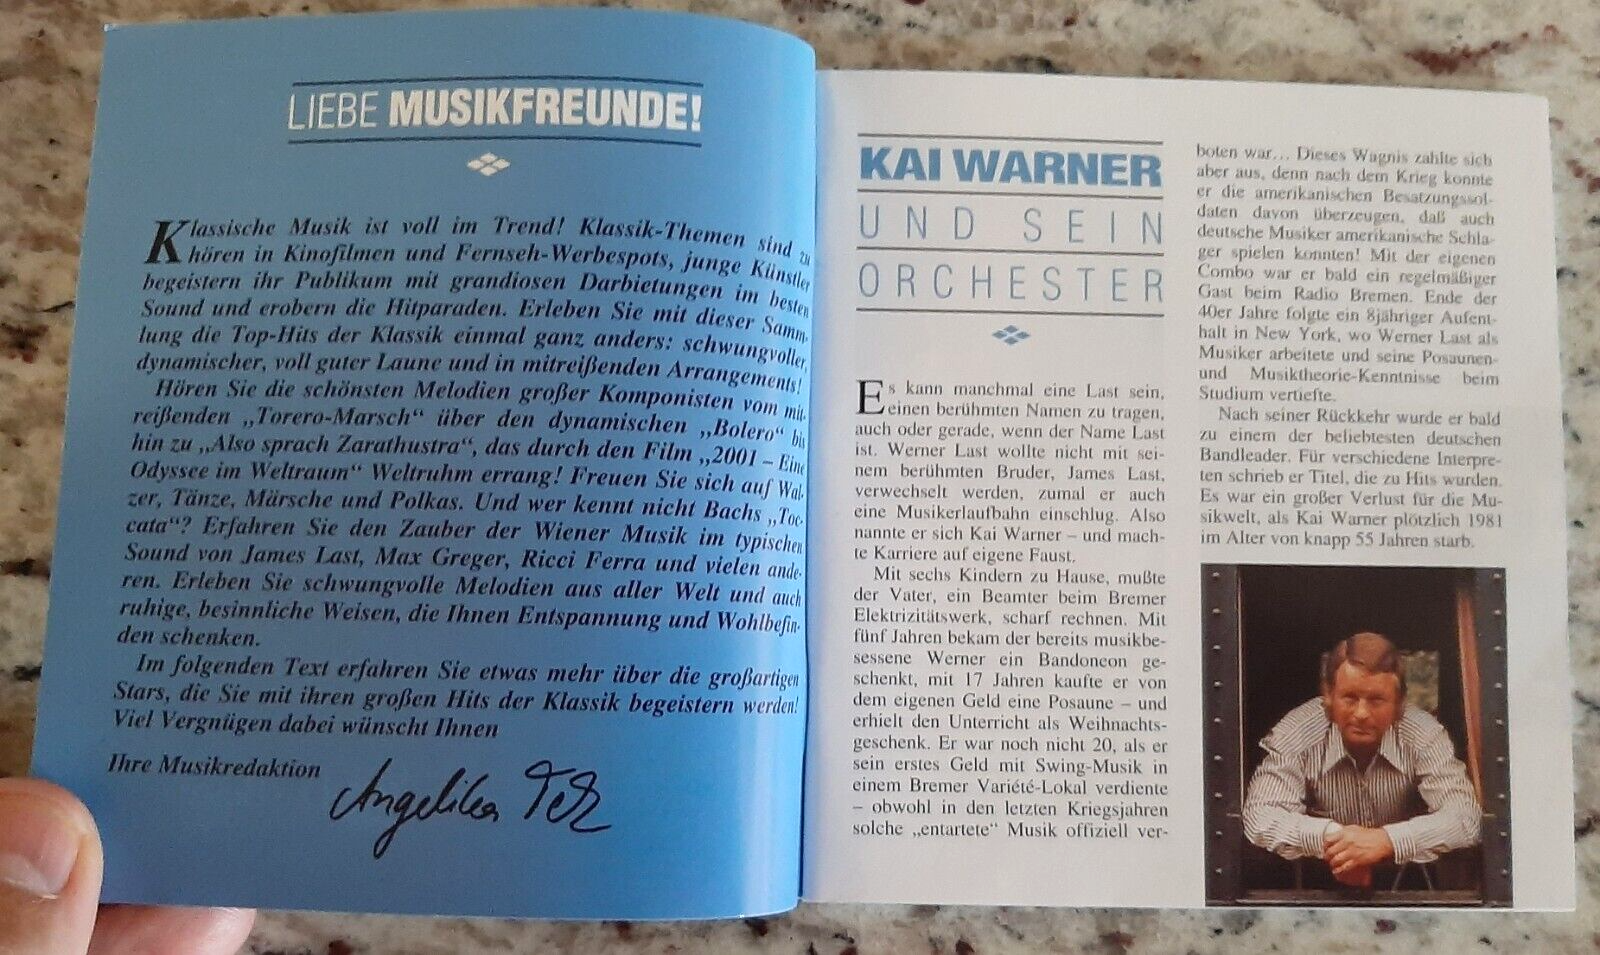 LIEBE MUSIKFREUNDE!
Klassische Musik ist voll im Trend! Klassik-Themen sind zu
hören in Kinofilmen und Fernseh-Werbespots, junge Künstler
begeistern ihr Publikum mit grandiosen Darbietungen im besten
Sound und erobern die Hitparaden. Erleben Sie mit dieser Samm-
lung die Top-Hits der Klassik einmal ganz anders: schwungvoller,
dynamischer, voll guter Laune und in mitreißenden Arrangements!
Hören Sie die schönsten Melodien großer Komponisten vom mit-
reißenden „Torero-Marsch“ über den dynamischen „Bolero“ bis
hin zu „Also sprach Zarathustra“, das durch den Film „2001 – Eine
Odyssee im Weltraum“ Weltruhm errang! Freuen Sie sich auf Wal-
zer, Tänze, Märsche und Polkas. Und wer kennt nicht Bachs „Toc-
cata“? Erfahren Sie den Zauber der Wiener Musik im typischen
Sound von James Last, Max Greger, Ricci Ferra und vielen ande-
ren. Erleben Sie schwungvolle Melodien aus aller Welt und auch
ruhige, besinnliche Weisen, die Ihnen Entspannung und Wohlbefin-
den schenken.
Im folgenden Text erfahren Sie etwas mehr über die großartigen
Stars, die Sie mit ihren großen Hits der Klassik begeistern werden!
Viel Vergnügen dabei wünscht Ihnen
Ihre Musikredaktion
Angelika
KAI WARNER
UND SEIN
ORCHESTER
Es kann manchmal eine Last sein,
einen berühmten Namen zu tragen,
auch oder gerade, wenn der Name Last
ist. Werner Last wollte nicht mit sei-
nem berühmten Bruder, James Last,
verwechselt werden, zumal er auch
eine Musikerlaufbahn einschlug. Also
nannte er sich Kai Warner – und mach-
te Karriere auf eigene Faust.
Mit sechs Kindern zu Hause, mußte
der Vater, ein Beamter beim Bremer
Elektrizitätswerk, scharf rechnen. Mit
fünf Jahren bekam der bereits musikbe-
sessene Werner ein Bandoneon ge-
schenkt, mit 17 Jahren kaufte er von
dem eigenen Geld eine Posaune – und
erhielt den Unterricht als Weihnachts-
geschenk. Er war noch nicht 20, als er
sein erstes Geld mit Swing-Musik in
einem Bremer Variété-Lokal verdiente
– obwohl in den letzten Kriegsjahren
solche „entartete“ Musik offiziell ver-
boten war... Dieses Wagnis zahlte sich
aber aus, denn nach dem Krieg konnte
er die amerikanischen Besatzungssol-
daten davon überzeugen, daß auch
deutsche Musiker amerikanische Schla-
ger spielen konnten! Mit der eigenen
Combo war er bald ein regelmäßiger
Gast beim Radio Bremen. Ende der
40er Jahre folgte ein 8jähriger Aufent-
halt in New York, wo Werner Last als
Musiker arbeitete und seine Posaunen-
und Musiktheorie-Kenntnisse beim
Studium vertiefte.
Nach seiner Rückkehr wurde er bald
zu einem der beliebtesten deutschen
Bandleader. Für verschiedene Interpre-
ten schrieb er Titel, die zu Hits wurden.
Es war ein großer Verlust für die Mu-
sikwelt, als Kai Warner plötzlich 1981
im Alter von knapp 55 Jahren starb.